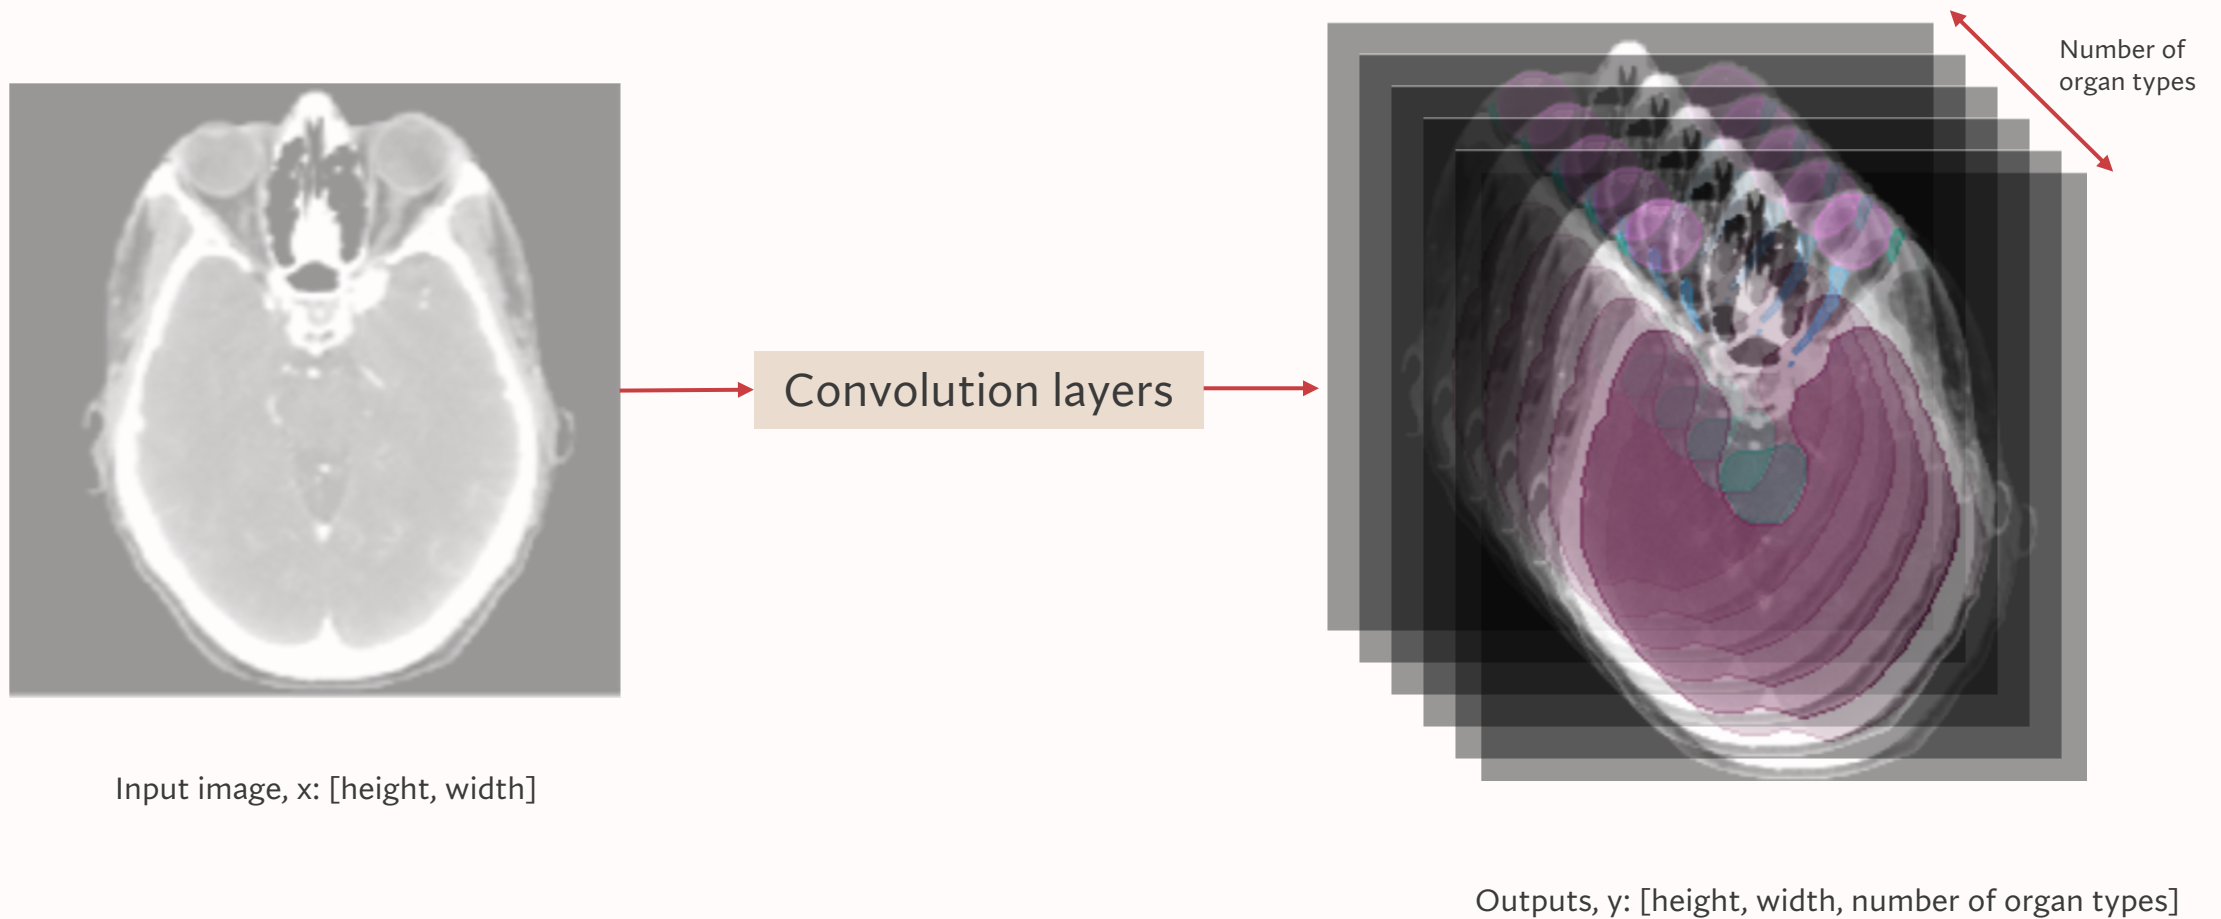 Number of
organ types
Convolution layers
Input image, x: [height, width]
Outputs, y: [height, width, number of organ types]